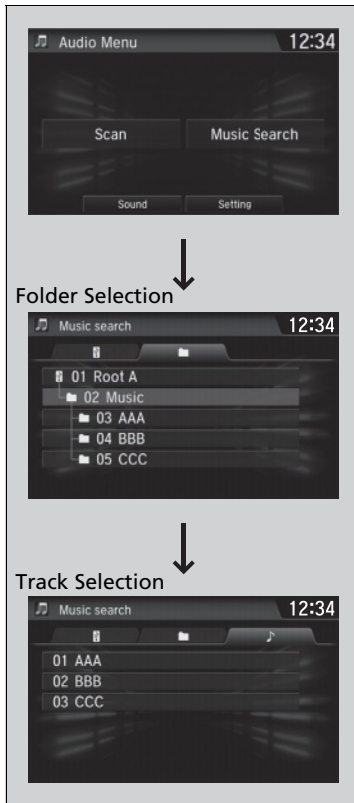 Audio Menu 12:34
Scan Music Search
Sound Setting
Folder Selection
Music search 12:34
01 Root A
02 Music
03 AAA
04 BBB
05 CCC
Track Selection
Music search 12:34
01 AAA
02 BBB
03 CCC